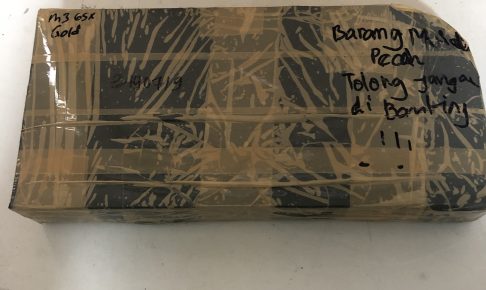 m3 65x
Gold
Barang Mudah
Pecah
Tolong Jangan
di Banting
!!!